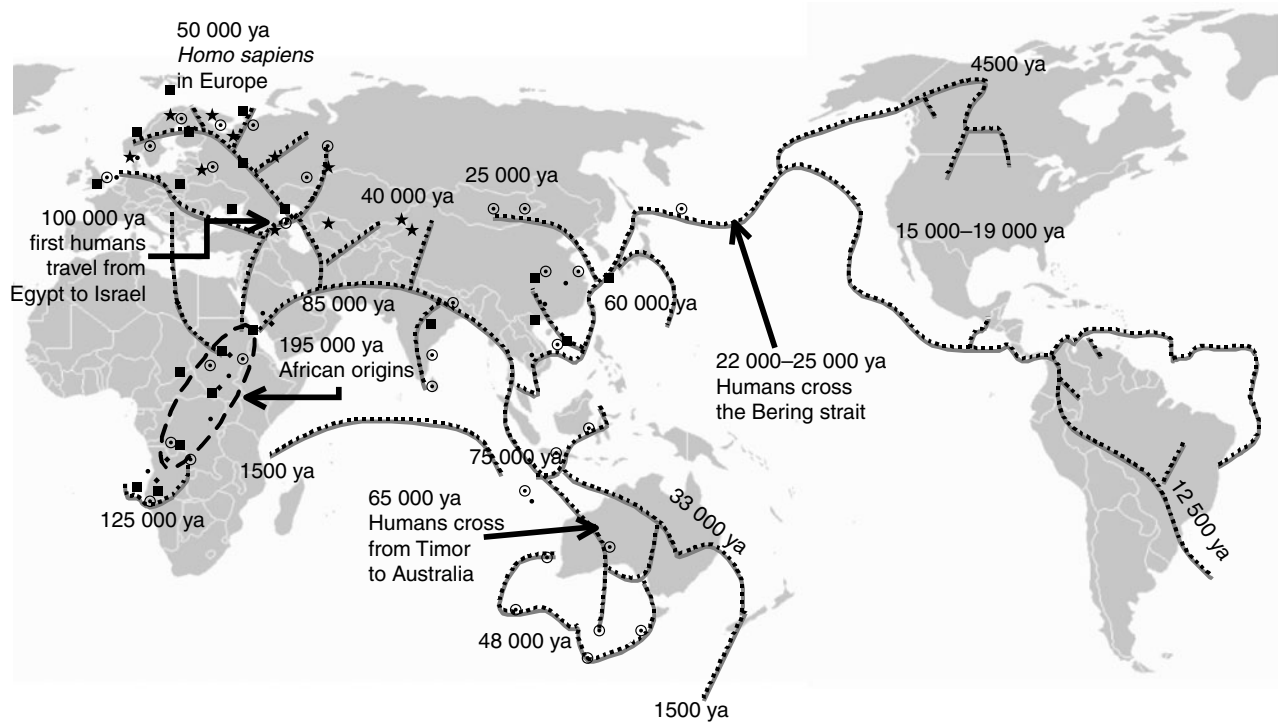 50 000 ya
Homo sapiens
in Europe
4500 ya
25 000 ya
40 000 ya
100 000 ya
first humans
travel from
Egypt to Israel
15 000–19 000 ya
85 000 ya
60 000 ya
195 000 ya
African origins
22 000–25 000 ya
Humans cross
the Bering strait
1500 ya
75 000 ya
65 000 ya
Humans cross
from Timor
to Australia
33 000 ya
12 500 ya
125 000 ya
48 000 ya
1500 ya